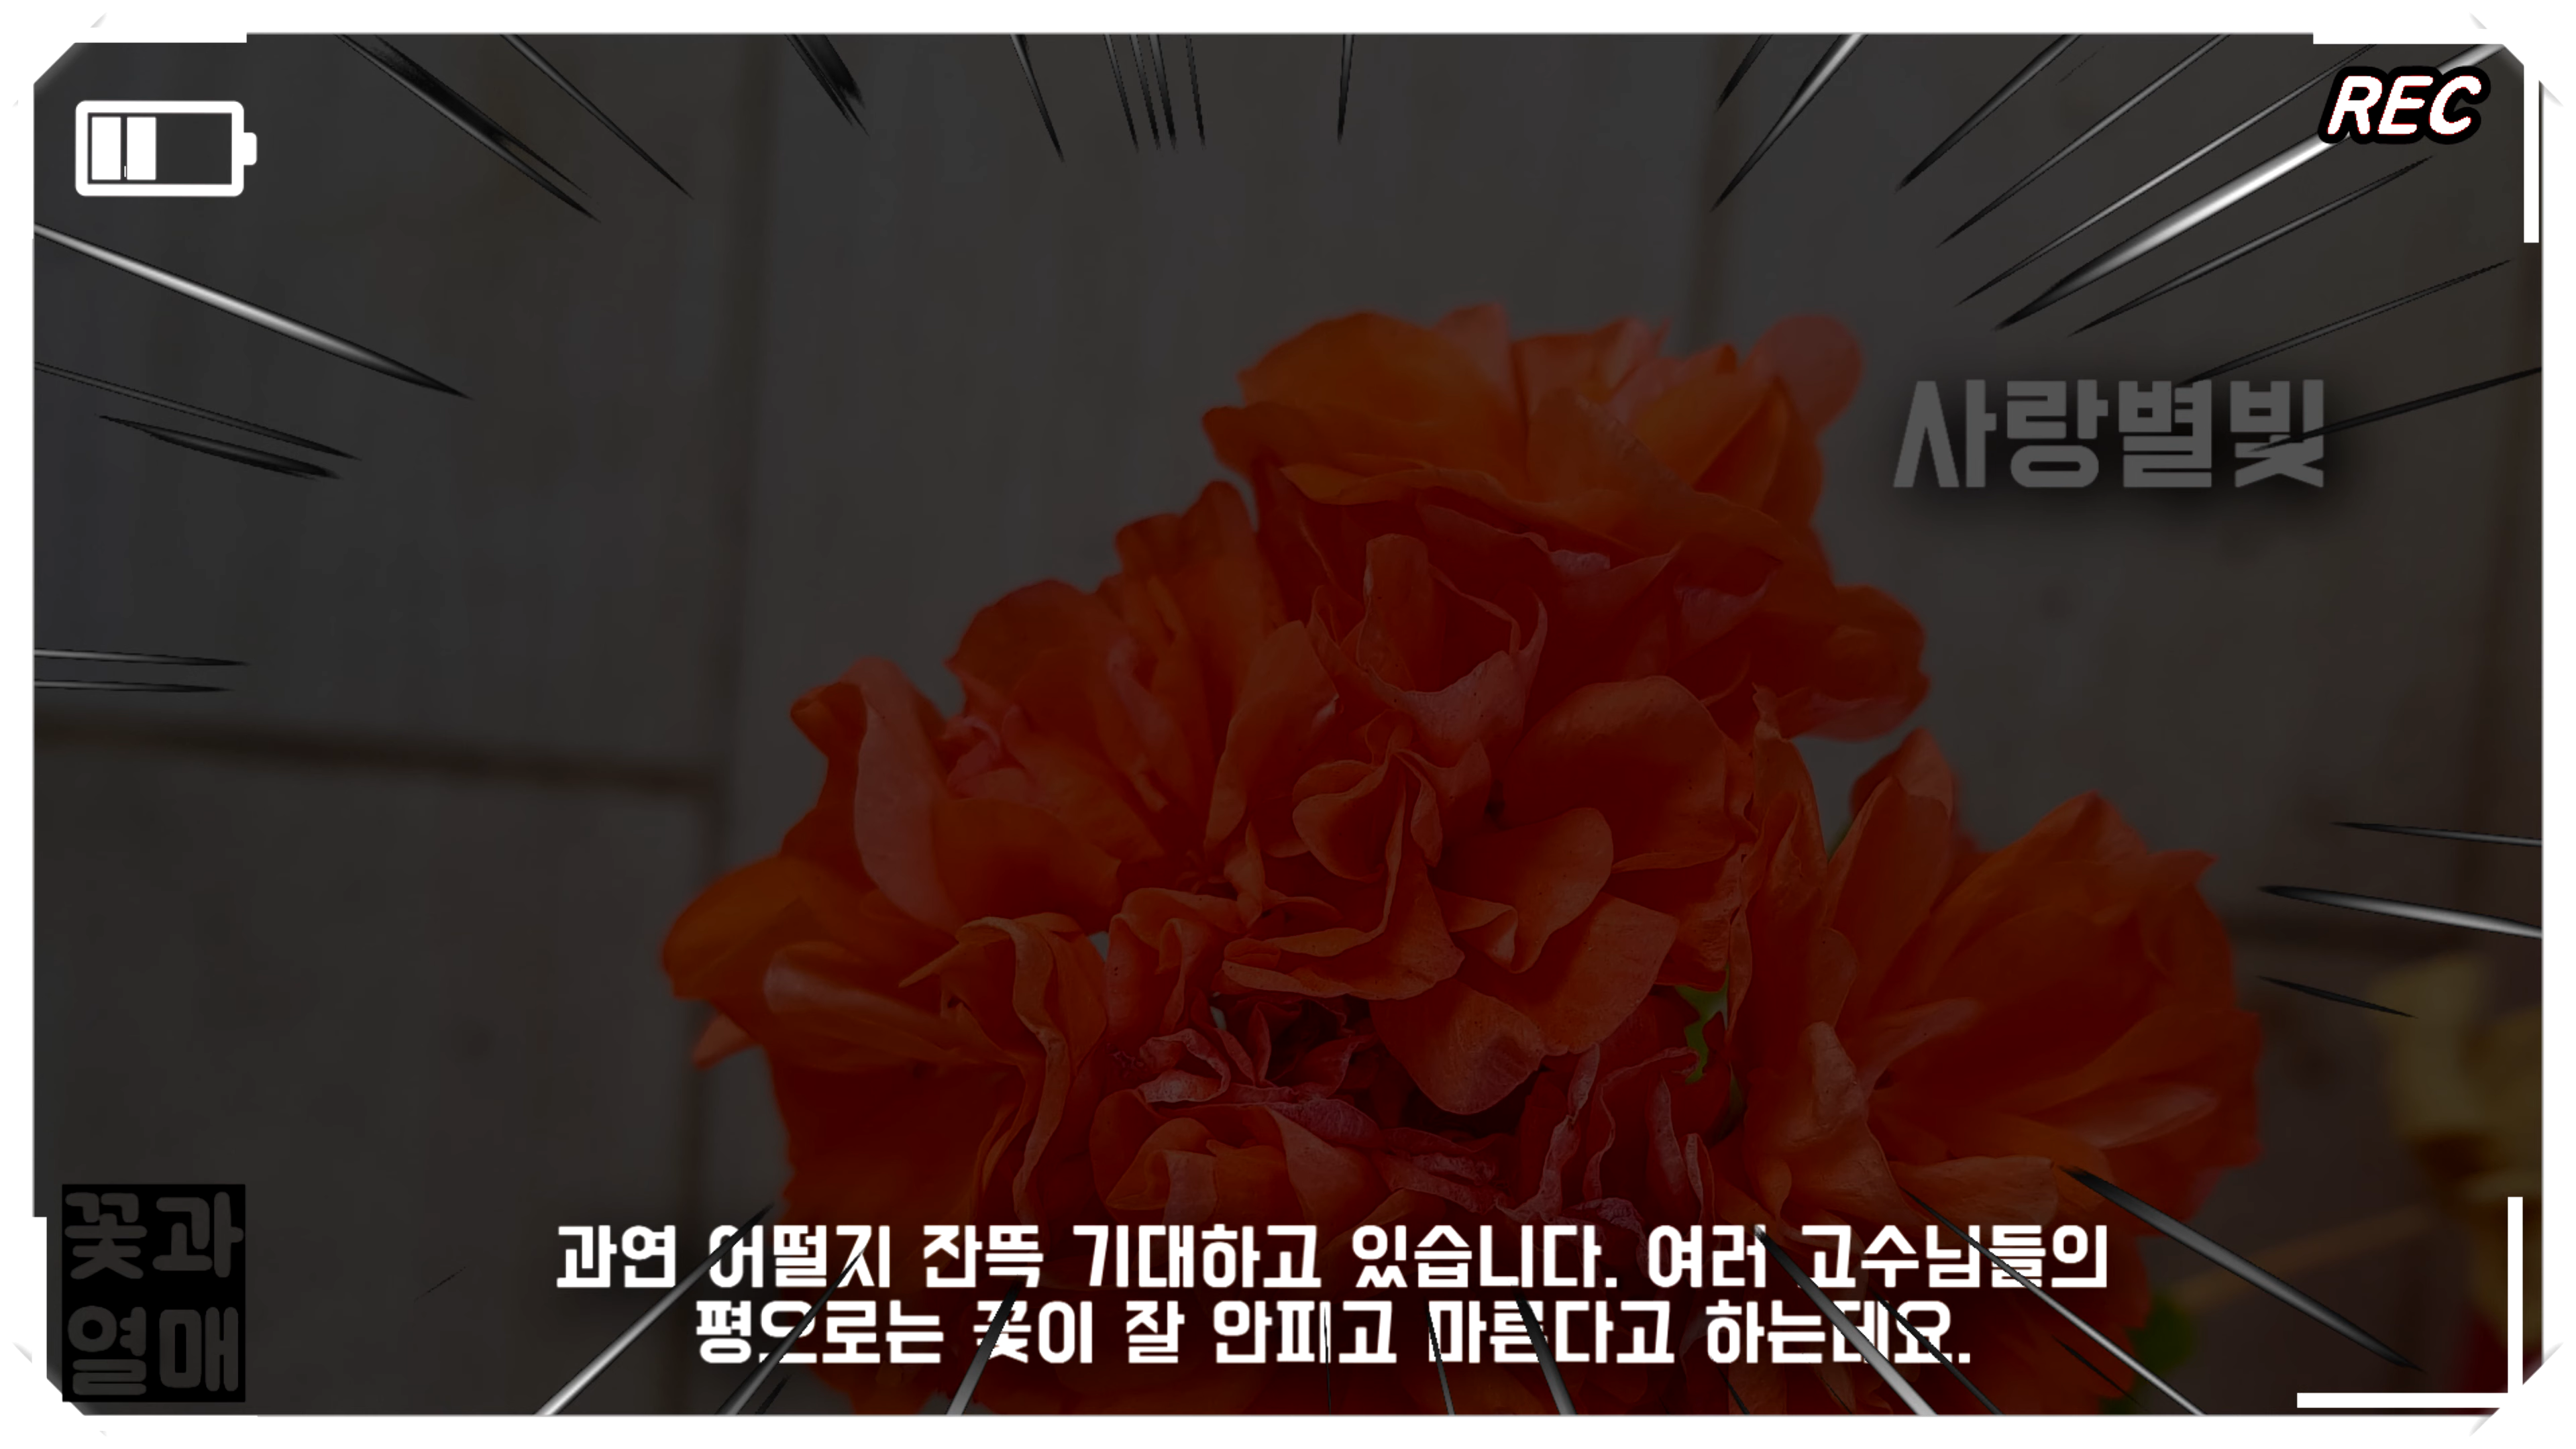 REC
사랑별빛
과연 어떨지 잔뜩 기대하고 있습니다. 여러 고수님들의
평으로는 꽃이 잘 안피고 마른다고 하는데요.
꽃과
열매